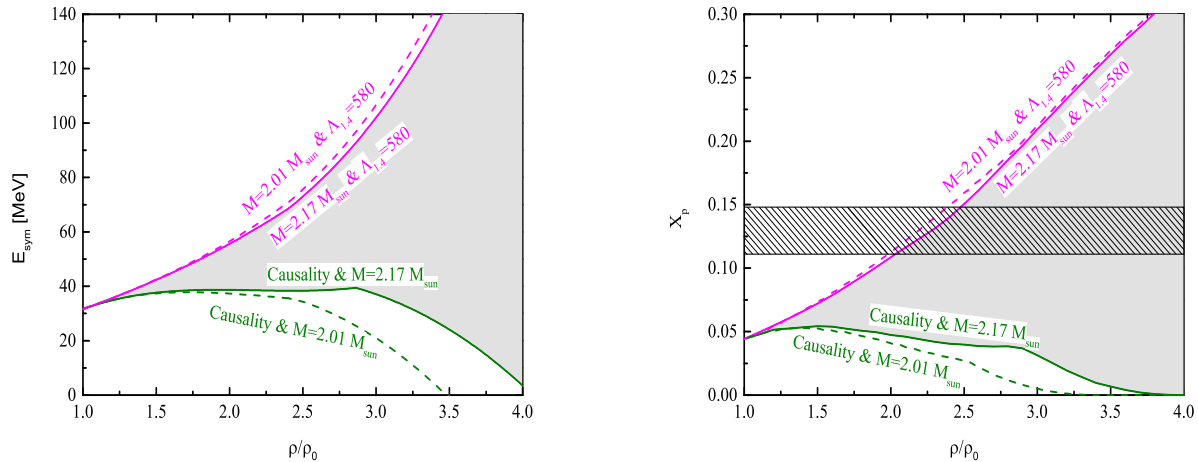 140
120
100
80
60
40
20
0
E_sym [MeV]
M=2.01 M_sun & Λ_1.4=580
M=2.17 M_sun & Λ_1.4=580
Causality & M=2.17 M_sun
Causality & M=2.01 M_sun
1.0 1.5 2.0 2.5 3.0 3.5 4.0
ρ/ρ_0
0.30
0.25
0.20
0.15
0.10
0.05
0.00
X_p
M=2.01 M_sun & Λ_1.4=580
M=2.17 M_sun & Λ_1.4=580
Causality & M=2.17 M_sun
Causality & M=2.01 M_sun
1.0 1.5 2.0 2.5 3.0 3.5 4.0
ρ/ρ_0